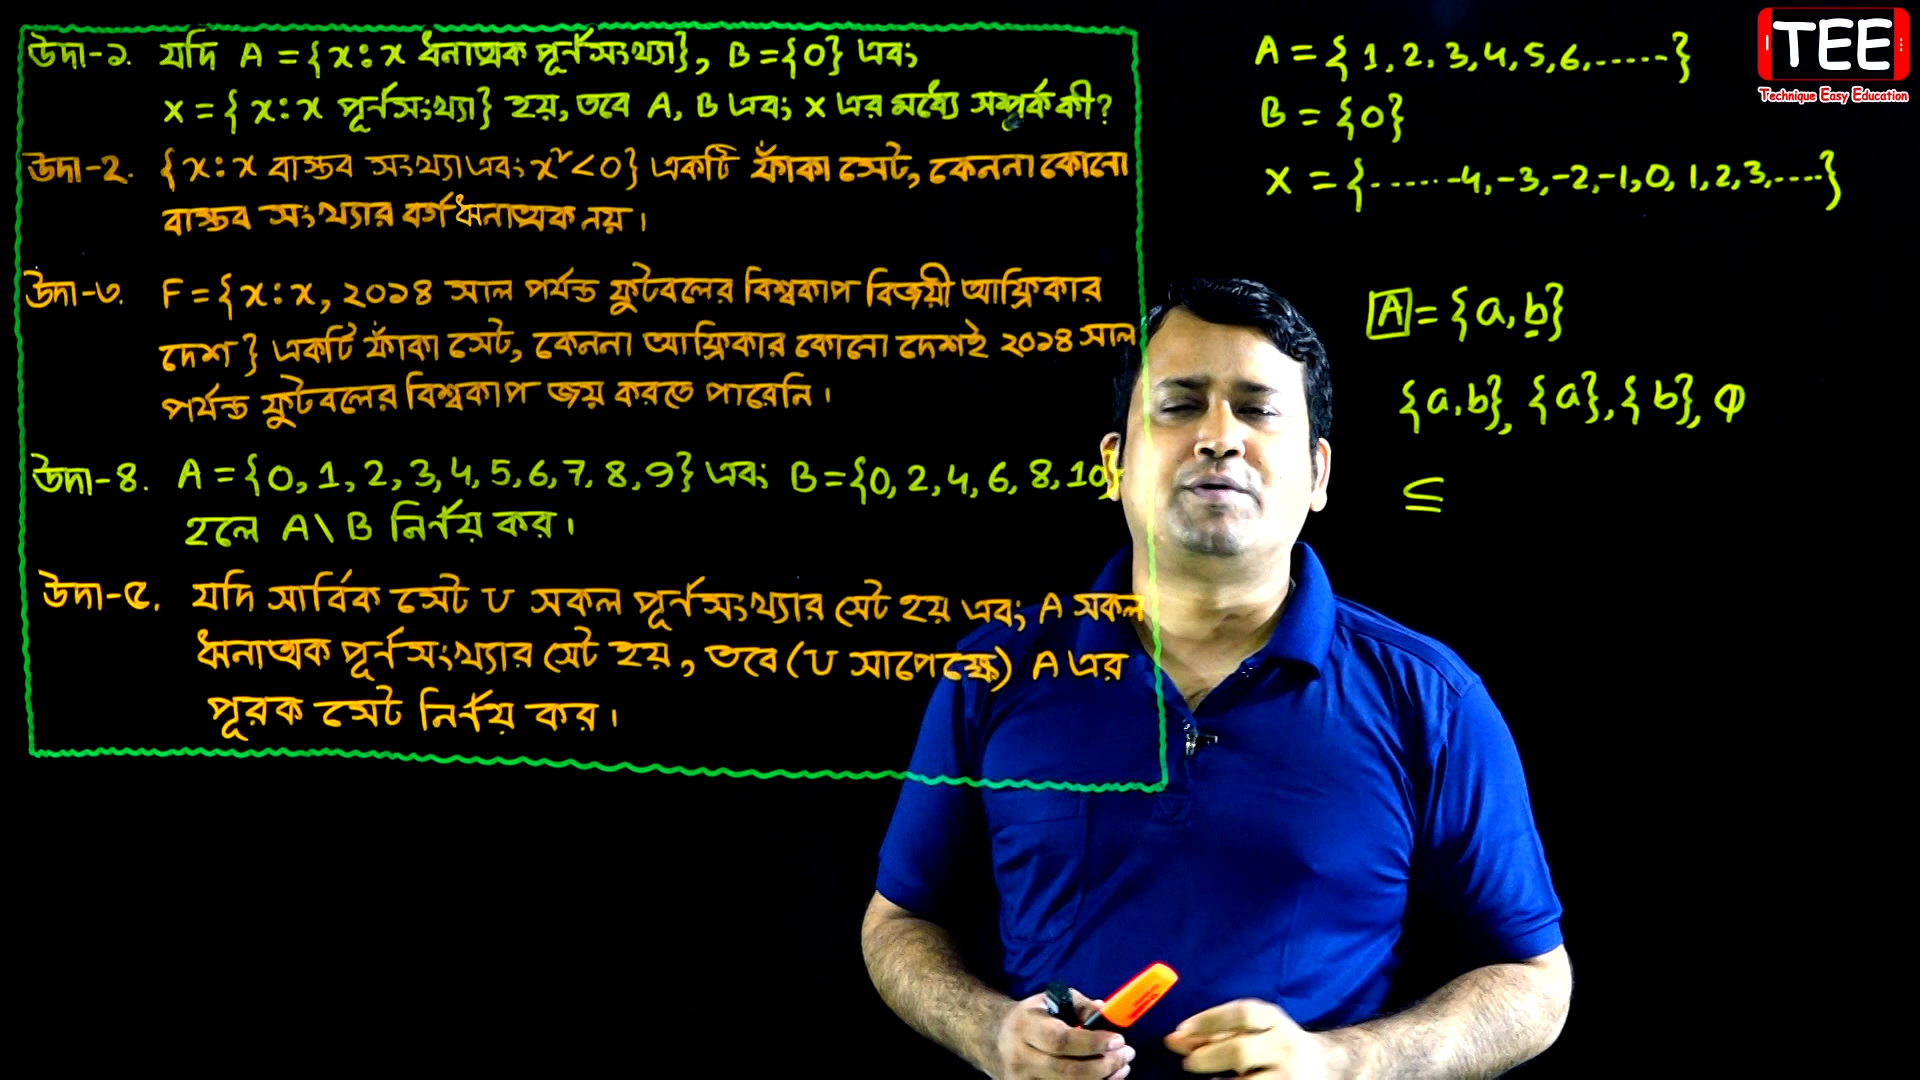 উদা-১. যদি A = {x : x ধনাত্মক পূর্ণসংখ্যা}, B = {0} এবং
X = {x : x পূর্ণসংখ্যা} হয়, তবে A, B এবং X এর মধ্যে সম্পর্ক কী?
উদা-২. {x : x বাস্তব সংখ্যা এবং x² < 0} একটি ফাঁকা সেট, কেননা কোনো
বাস্তব সংখ্যার বর্গ ঋনাত্মক নয়।
উদা-৩. F = {x : x, ২০১৪ সাল পর্যন্ত ফুটবলের বিশ্বকাপ বিজয়ী আফ্রিকার
দেশ} একটি ফাঁকা সেট, কেননা আফ্রিকার কোনো দেশই ২০১৪ সাল
পর্যন্ত ফুটবলের বিশ্বকাপ জয় করতে পারেনি।
উদা-৪. A = {0, 1, 2, 3, 4, 5, 6, 7, 8, 9} এবং B = {0, 2, 4, 6, 8, 10}
হলে A \ B নির্ণয় কর।
উদা-৫. যদি সার্বিক সেট U সকল পূর্ণসংখ্যার সেট হয় এবং A সকল
ঋনাত্মক পূর্ণসংখ্যার সেট হয়, তবে (U সাপেক্ষে) A এর
পূরক সেট নির্ণয় কর।
A = {1, 2, 3, 4, 5, 6, ......}
B = {0}
X = {...... -4, -3, -2, -1, 0, 1, 2, 3, ....}
A = {a, b}
{a, b}, {a}, {b}, Φ
⊆
TEE
Technique Easy Education